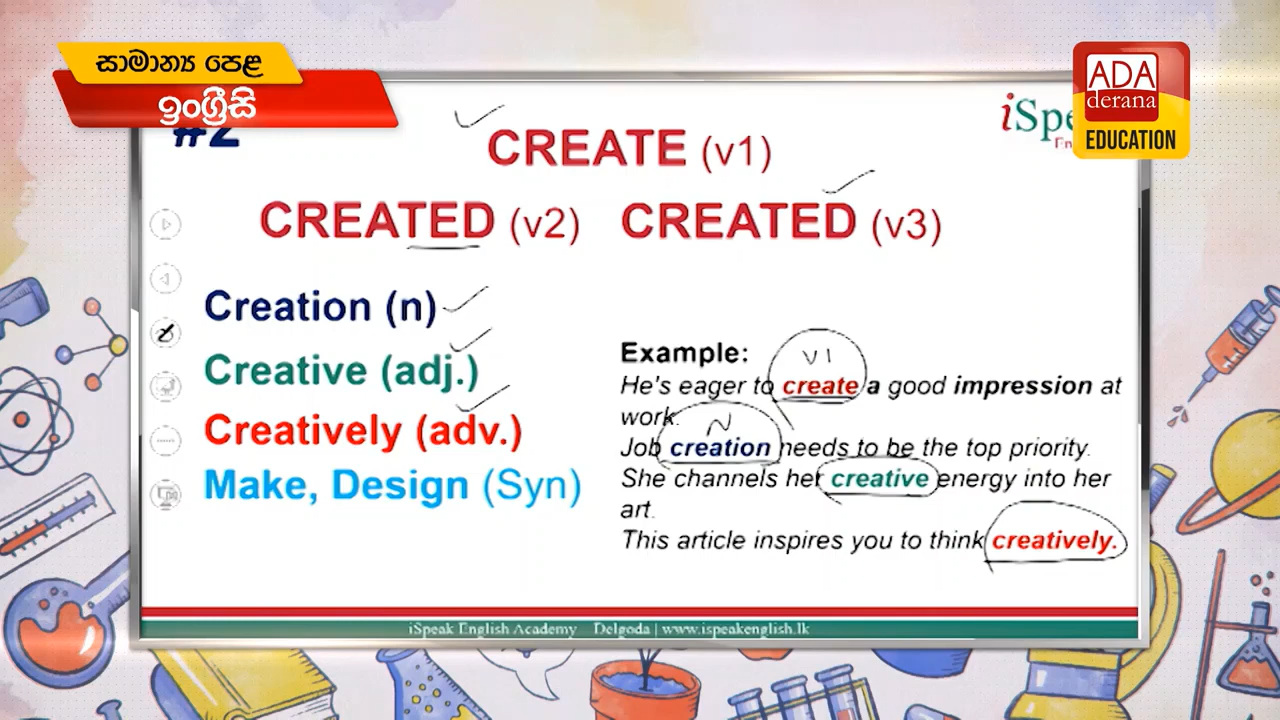 සාමාන්‍ය පෙළ
ඉංග්‍රීසි
ADA
derana
EDUCATION
#2
CREATE (v1)
CREATED (v2) CREATED (v3)
Creation (n)
Creative (adj.)
Creatively (adv.)
Make, Design (Syn)
Example:
v1
He's eager to create a good impression at
work.
N
Job creation needs to be the top priority.
She channels her creative energy into her
art.
This article inspires you to think creatively.
iSpeak English Academy Delgoda | www.ispeakenglish.lk